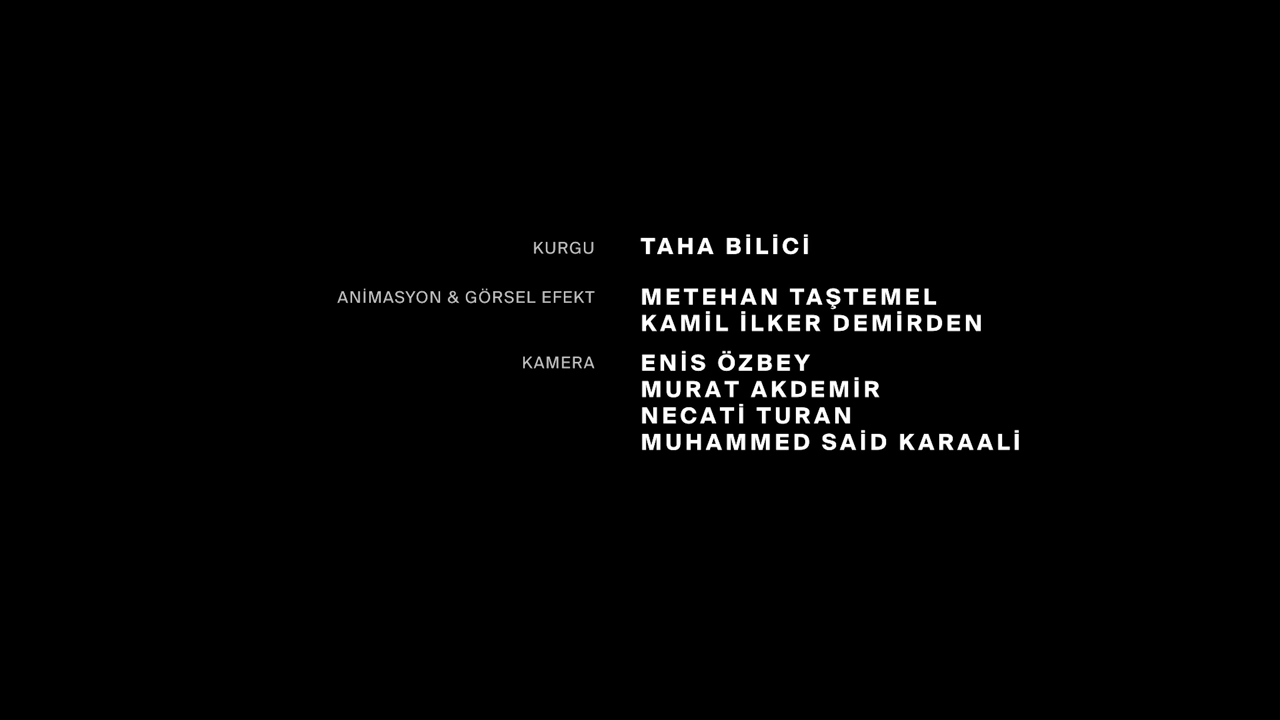 KURGU TAHA BİLİCİ
ANİMASYON & GÖRSEL EFEKT METEHAN TAŞTEMEL
KAMİL İLKER DEMİRDEN
KAMERA ENİS ÖZBEY
MURAT AKDEMİR
NECATİ TURAN
MUHAMMED SAİD KARAALİ